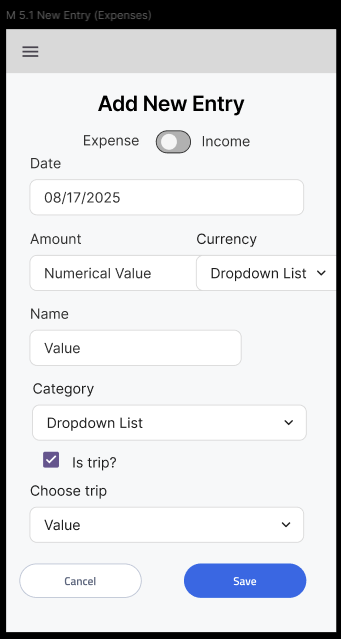 M 5.1 New Entry (Expenses)
Add New Entry
Expense Income
Date
08/17/2025
Amount Currency
Numerical Value Dropdown List
Name
Value
Category
Dropdown List
Is trip?
Choose trip
Value
Cancel Save